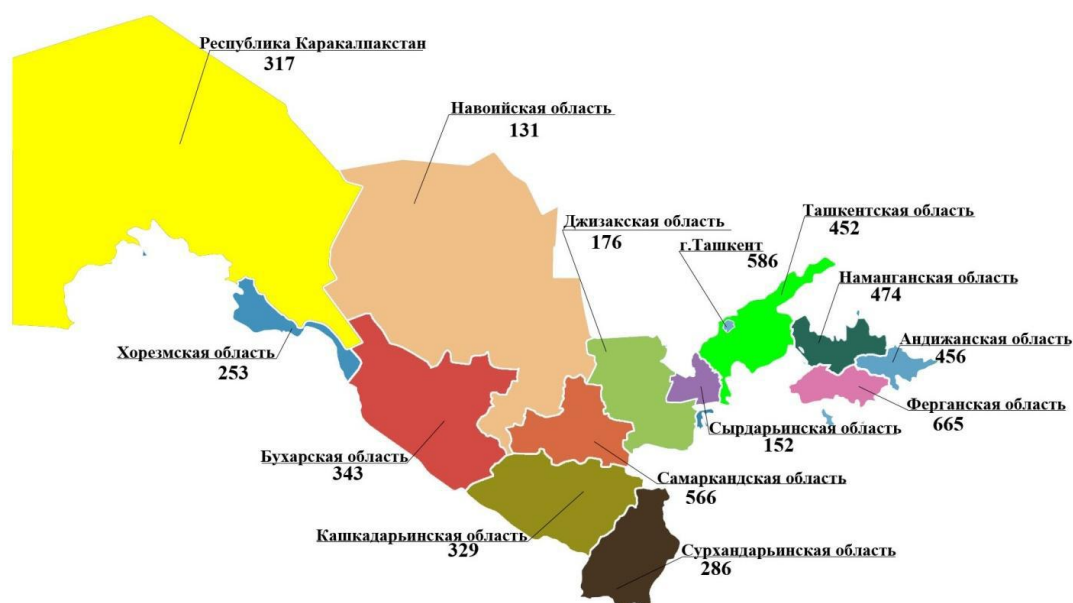 Республика Каракалпакстан
317
Навоийская область
131
Джизакская область
176
Ташкентская область
452
г.Ташкент
586
Наманганская область
474
Андижанская область
456
Хорезмская область
253
Ферганская область
665
Сырдарьинская область
152
Бухарская область
343
Самаркандская область
566
Кашкадарьинская область
329
Сурхандарьинская область
286